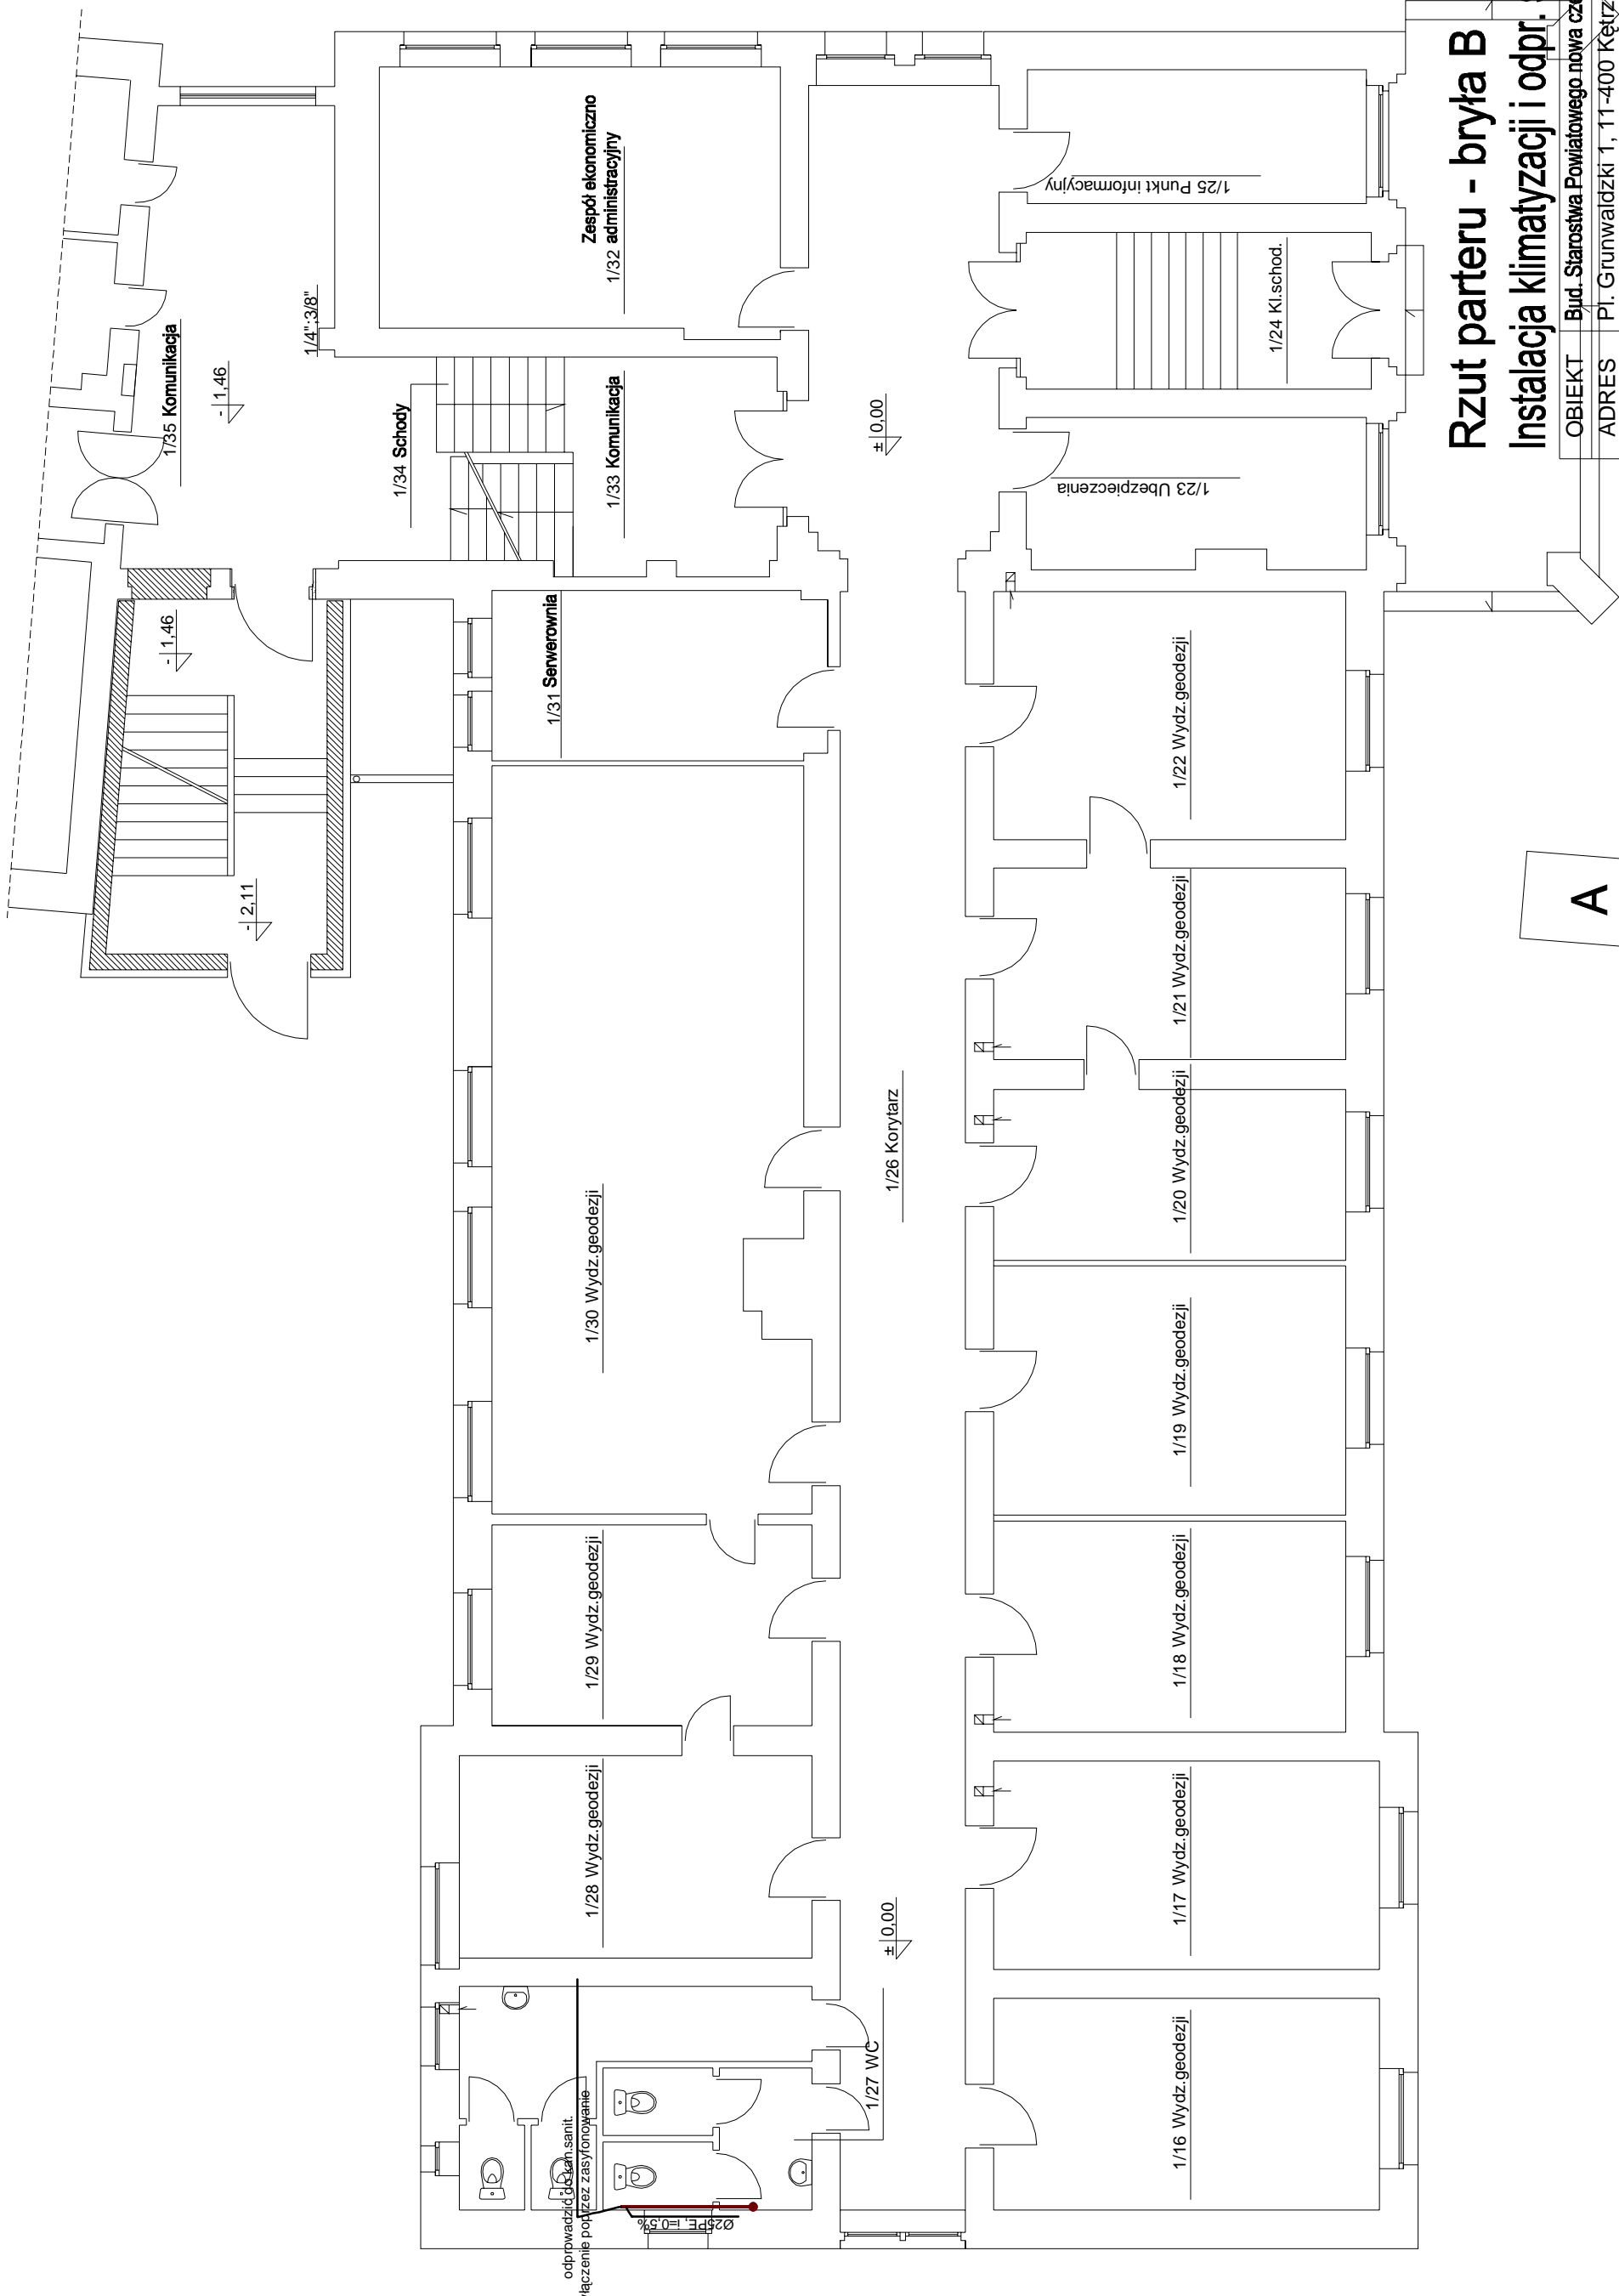 1/35 Komunikacja
- 1,46
1/4":3/8"
1/34 Schody
1/33 Komunikacja
Zespół ekonomiczno
1/32 administracyjny
± 0,00
1/25 Punkt informacyjny
1/24 Kl.schod.
1/23 Ubezpieczenia
- 1,46
- 2,11
1/31 Serwerownia
1/30 Wydz.geodezji
1/29 Wydz.geodezji
1/28 Wydz.geodezji
1/26 Korytarz
± 0,00
1/27 WC
1/22 Wydz.geodezji
1/21 Wydz.geodezji
1/20 Wydz.geodezji
1/19 Wydz.geodezji
1/18 Wydz.geodezji
1/17 Wydz.geodezji
1/16 Wydz.geodezji
odprowadzić do kan.sanit.
poprzez zasyfonowanie
Ø25PE, i=0,5%
A
Rzut parteru - bryła B
Instalacja klimatyzacji i odpr.
OBIEKT Bud. Starostwa Powiatowego nowa
ADRES Pl. Grunwaldzki 1, 11-400